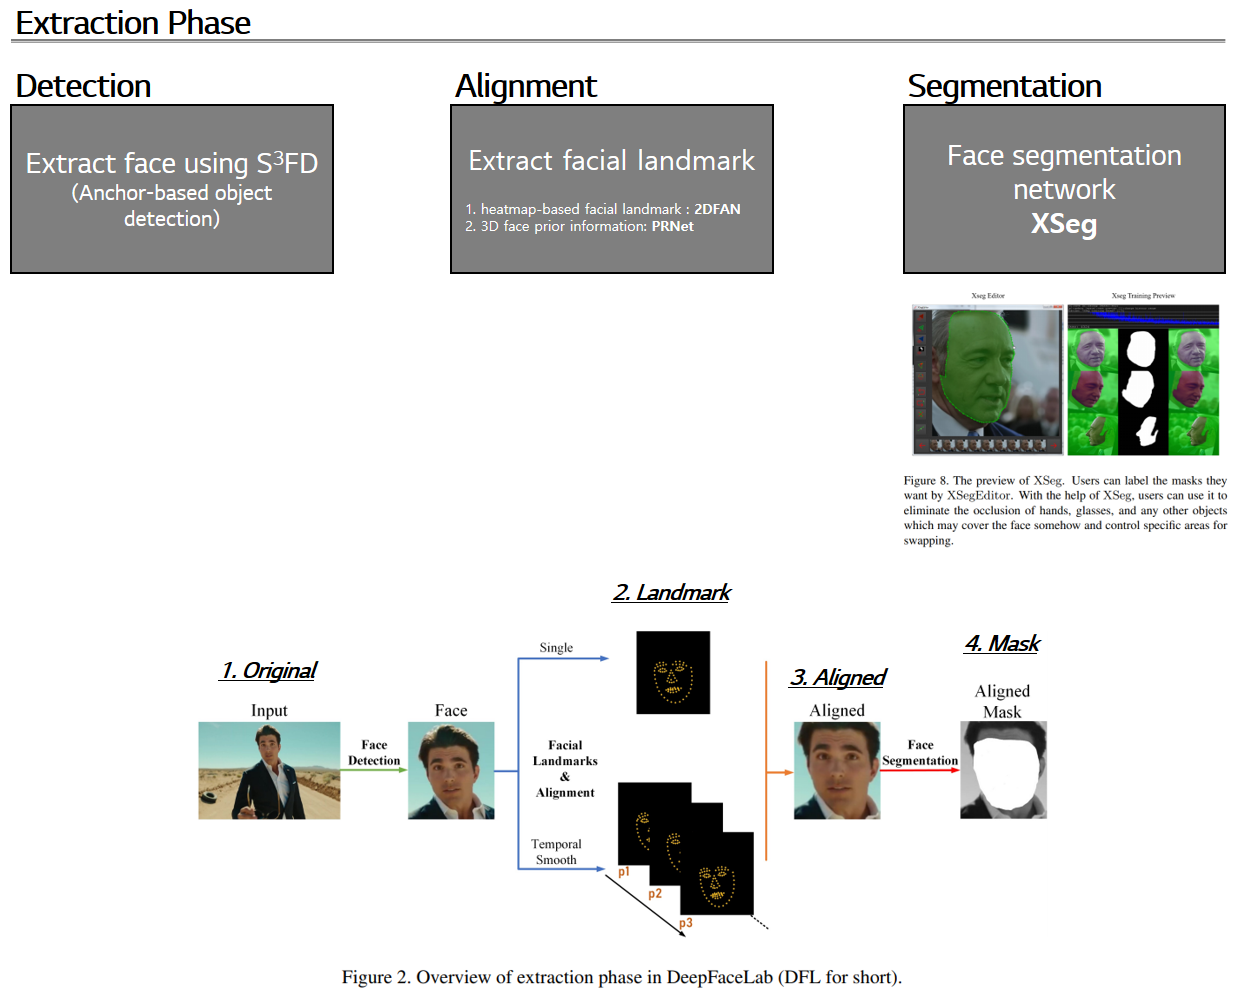 Extraction Phase
Detection
Alignment
Segmentation
Extract face using S³FD
(Anchor-based object
detection)
Extract facial landmark
1. heatmap-based facial landmark : 2DFAN
2. 3D face prior information: PRNet
Face segmentation
network
XSeg
Xseg Editor
Xseg Training Preview
Figure 8. The preview of XSeg. Users can label the masks they
want by XSegEditor. With the help of XSeg, users can use it to
eliminate the occlusion of hands, glasses, and any other objects
which may cover the face somehow and control specific areas for
swapping.
1. Original
Input
Face
Detection
Face
Facial
Landmarks
&
Alignment
Single
Temporal
Smooth
2. Landmark
p1
p2
p3
3. Aligned
Aligned
Face
Segmentation
4. Mask
Aligned
Mask
Figure 2. Overview of extraction phase in DeepFaceLab (DFL for short).